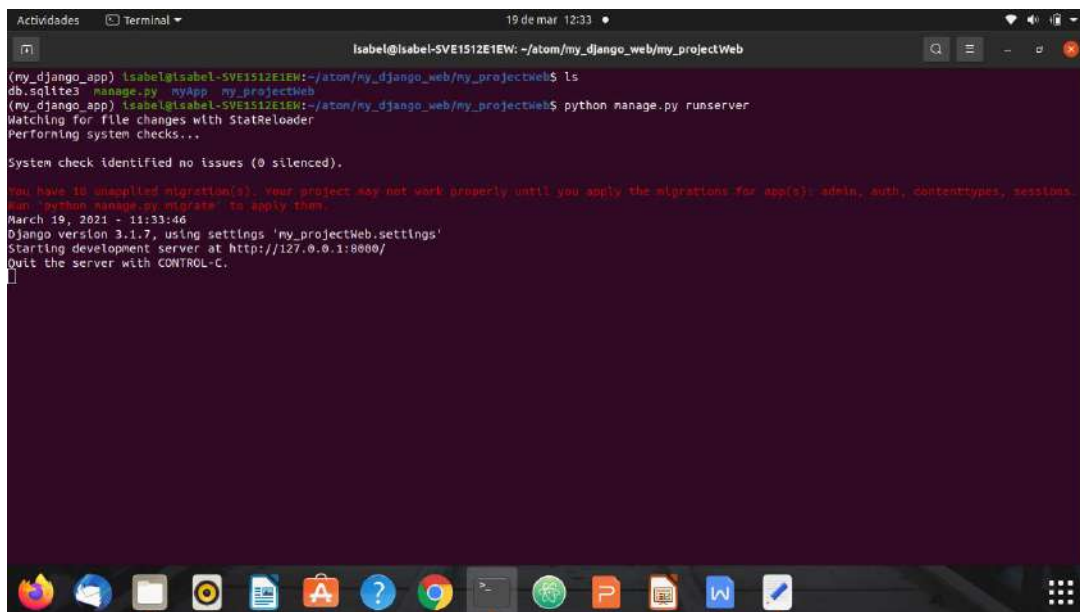 Actividades Terminal 19 de mar 12:33
isabel@isabel-SVE1512E1EW: ~/atom/my_django_web/my_projectWeb
(my_django_app) isabel@isabel-SVE1512E1EW:~/atom/my_django_web/my_projectWeb$ ls
db.sqlite3 manage.py myApp my_projectWeb
(my_django_app) isabel@isabel-SVE1512E1EW:~/atom/my_django_web/my_projectWeb$ python manage.py runserver
Watching for file changes with StatReloader
Performing system checks...
System check identified no issues (0 silenced).
You have 18 unapplied migration(s). Your project may not work properly until you apply the migrations for app(s): admin, auth, contenttypes, sessions.
Run 'python manage.py migrate' to apply them.
March 19, 2021 - 11:33:46
Django version 3.1.7, using settings 'my_projectWeb.settings'
Starting development server at http://127.0.0.1:8000/
Quit the server with CONTROL-C.